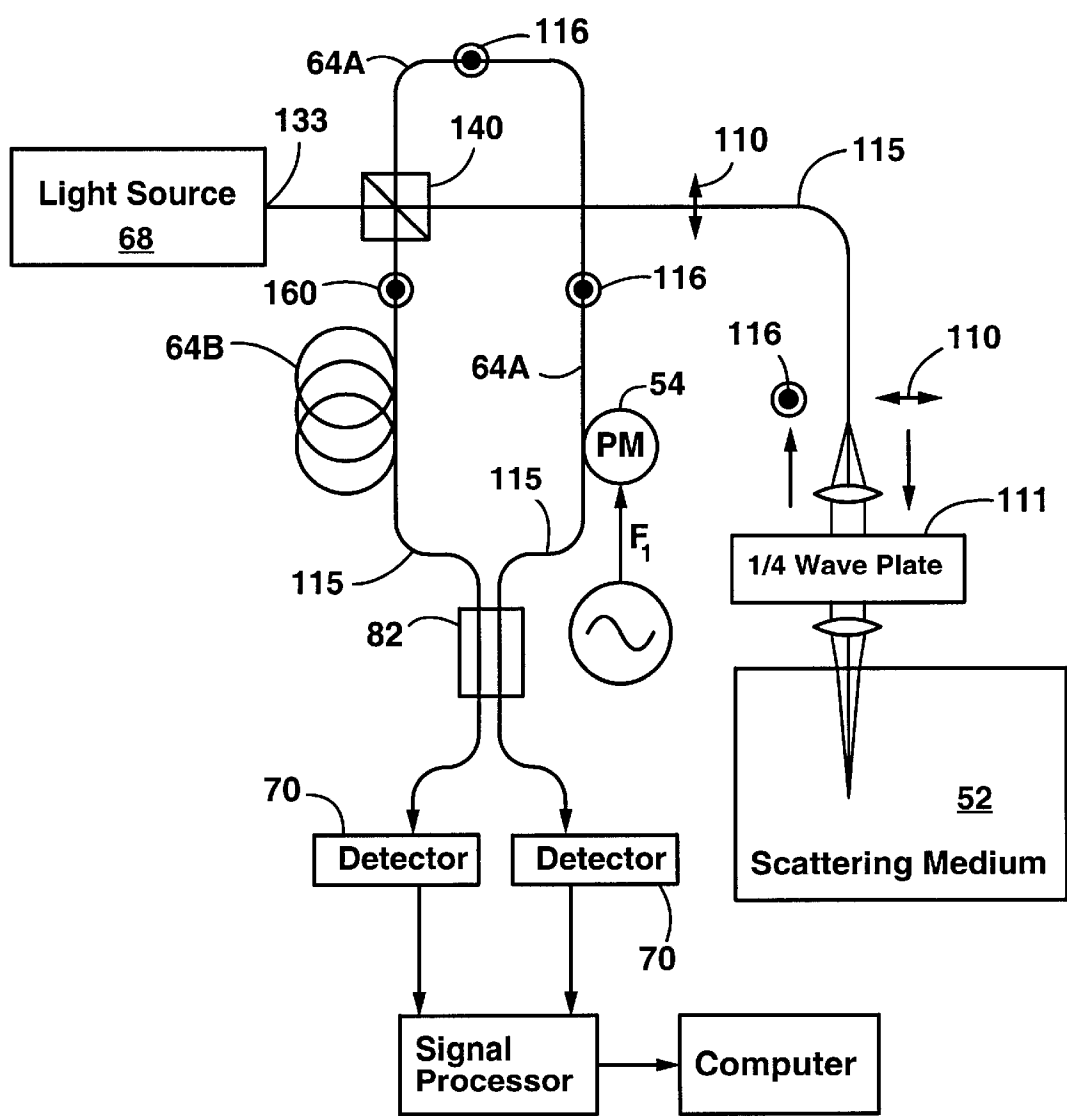 116
64A
133
140
110
115
Light Source
68
160
116
64B
64A
116
110
54
PM
115
111
F1
1/4 Wave Plate
115
82
52
Scattering Medium
70
Detector
Detector
70
Signal
Processor
Computer